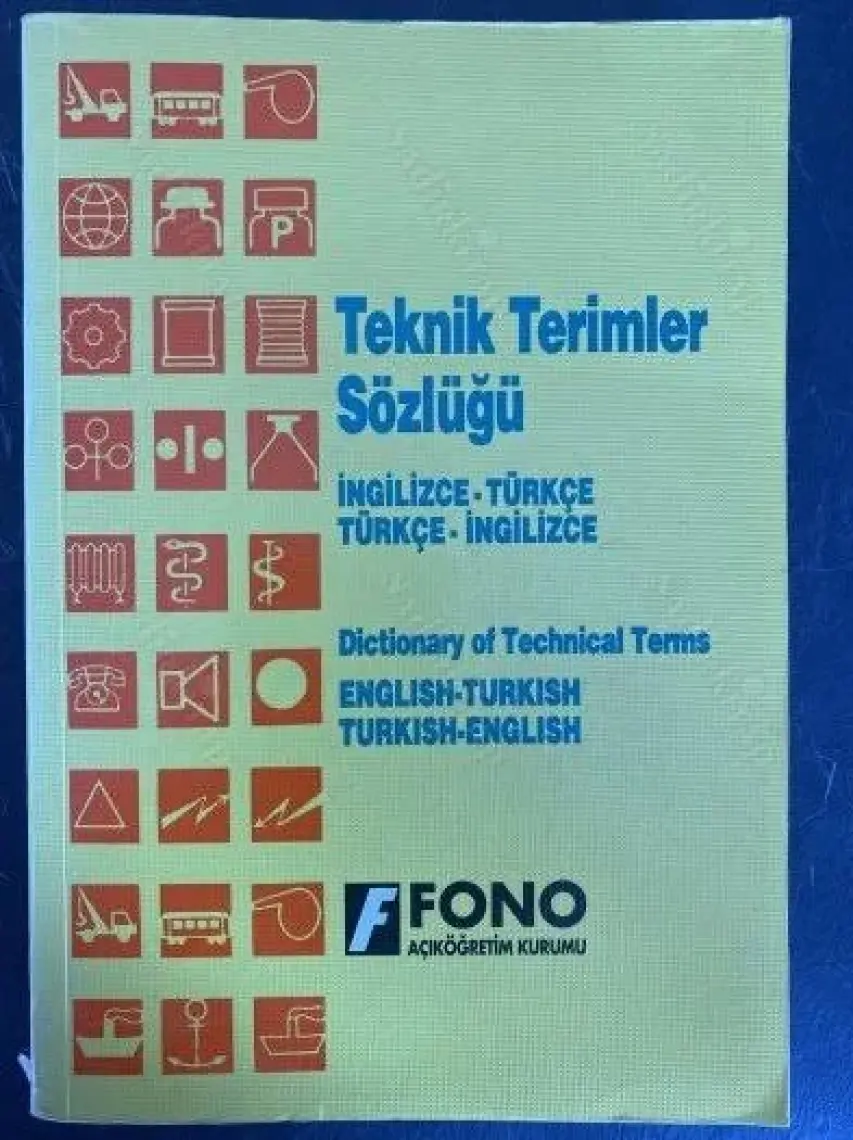 P
Teknik Terimler
Sözlüğü
İNGİLİZCE - TÜRKÇE
TÜRKÇE - İNGİLİZCE
Dictionary of Technical Terms
ENGLISH-TURKISH
TURKISH-ENGLISH
F FONO
AÇIKÖĞRETİM KURUMU